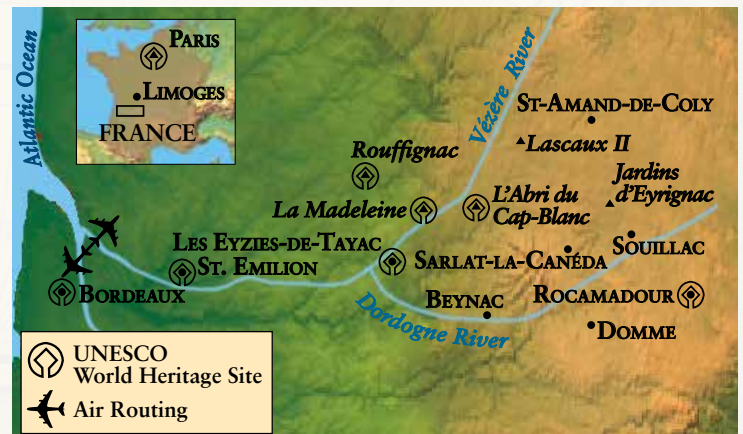 PARIS
LIMOGES
FRANCE
Atlantic Ocean
Vézère River
ST-AMAND-DE-COLY
Lascaux II
Rouffignac
Jardins
d'Eyrignac
La Madeleine
L'Abri du
Cap-Blanc
LES EYZIES-DE-TAYAC
ST. EMILION
SARLAT-LA-CANÉDA
SOUILLAC
BORDEAUX
BEYNAC
ROCAMADOUR
Dordogne River
DOMME
UNESCO
World Heritage Site
Air Routing